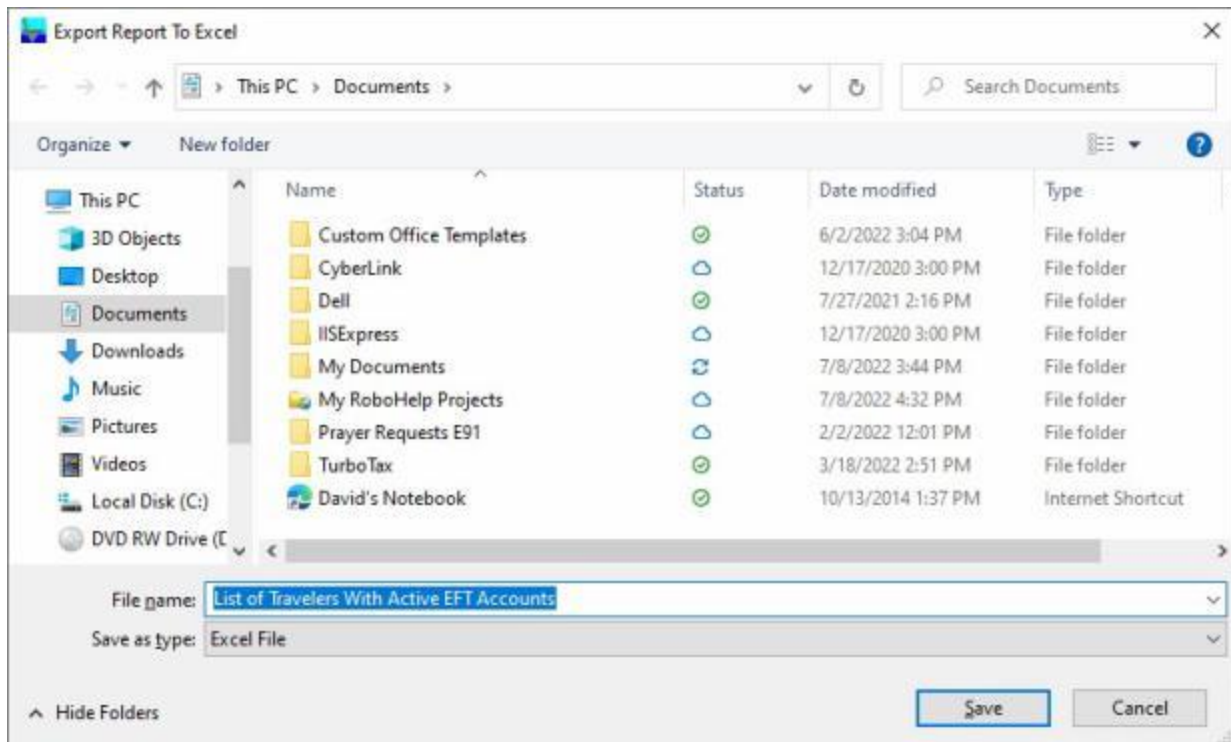 Export Report To Excel
This PC > Documents >
Search Documents
Organize
New folder
Name Status Date modified Type
This PC
3D Objects
Desktop
Documents
Downloads
Music
Pictures
Videos
Local Disk (C:)
DVD RW Drive (D
Custom Office Templates 6/2/2022 3:04 PM File folder
CyberLink 12/17/2020 3:00 PM File folder
Dell 7/27/2021 2:16 PM File folder
IISExpress 12/17/2020 3:00 PM File folder
My Documents 7/8/2022 3:44 PM File folder
My RoboHelp Projects 7/8/2022 4:32 PM File folder
Prayer Requests E91 2/2/2022 12:01 PM File folder
TurboTax 3/18/2022 2:51 PM File folder
David's Notebook 10/13/2014 1:37 PM Internet Shortcut
File name: List of Travelers With Active EFT Accounts
Save as type: Excel File
Hide Folders
Save
Cancel